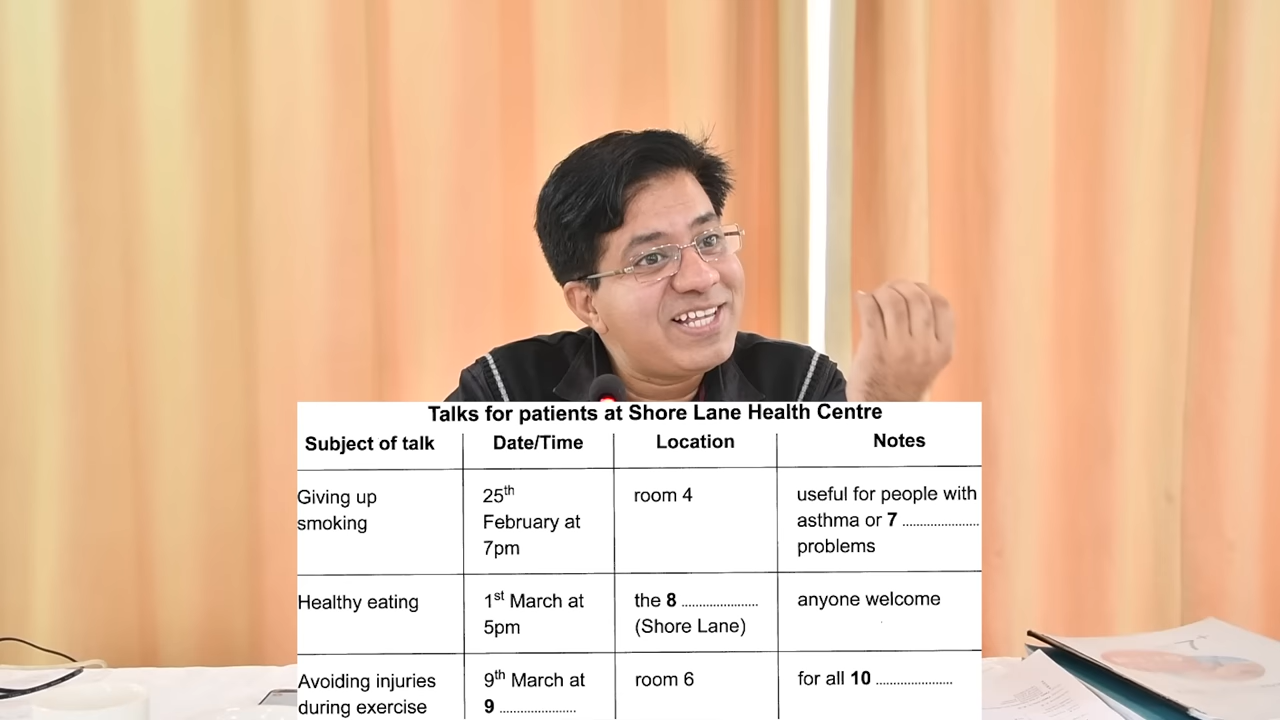 Talks for patients at Shore Lane Health Centre
Subject of talk
Date/Time
Location
Notes
Giving up
smoking
25th
February at
7pm
room 4
useful for people with
asthma or 7 ......................
problems
Healthy eating
1st March at
5pm
the 8 ......................
(Shore Lane)
anyone welcome
Avoiding injuries
during exercise
9th March at
9 ......................
room 6
for all 10 ......................